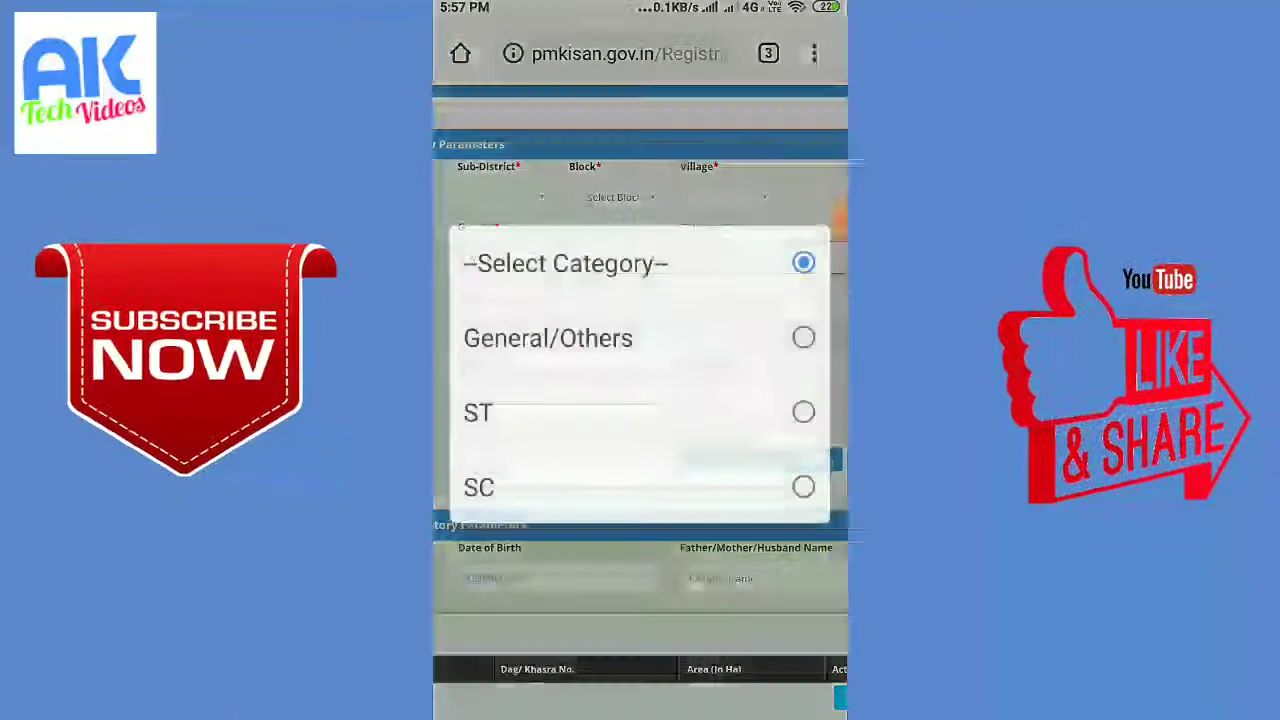 AK
Tech Videos
5:57 PM
...0.1KB/s
4G
Vo
LTE
22
pmkisan.gov.in/Registr
3
y Parameters
Sub-District*
Block*
village*
Select Block
--Select Category--
General/Others
ST
SC
tory Parameters
Date of Birth
Father/Mother/Husband Name
Dag/ Khasra No.
Area (In Ha)
Act
SUBSCRIBE
NOW
YouTube
LIKE
& SHARE